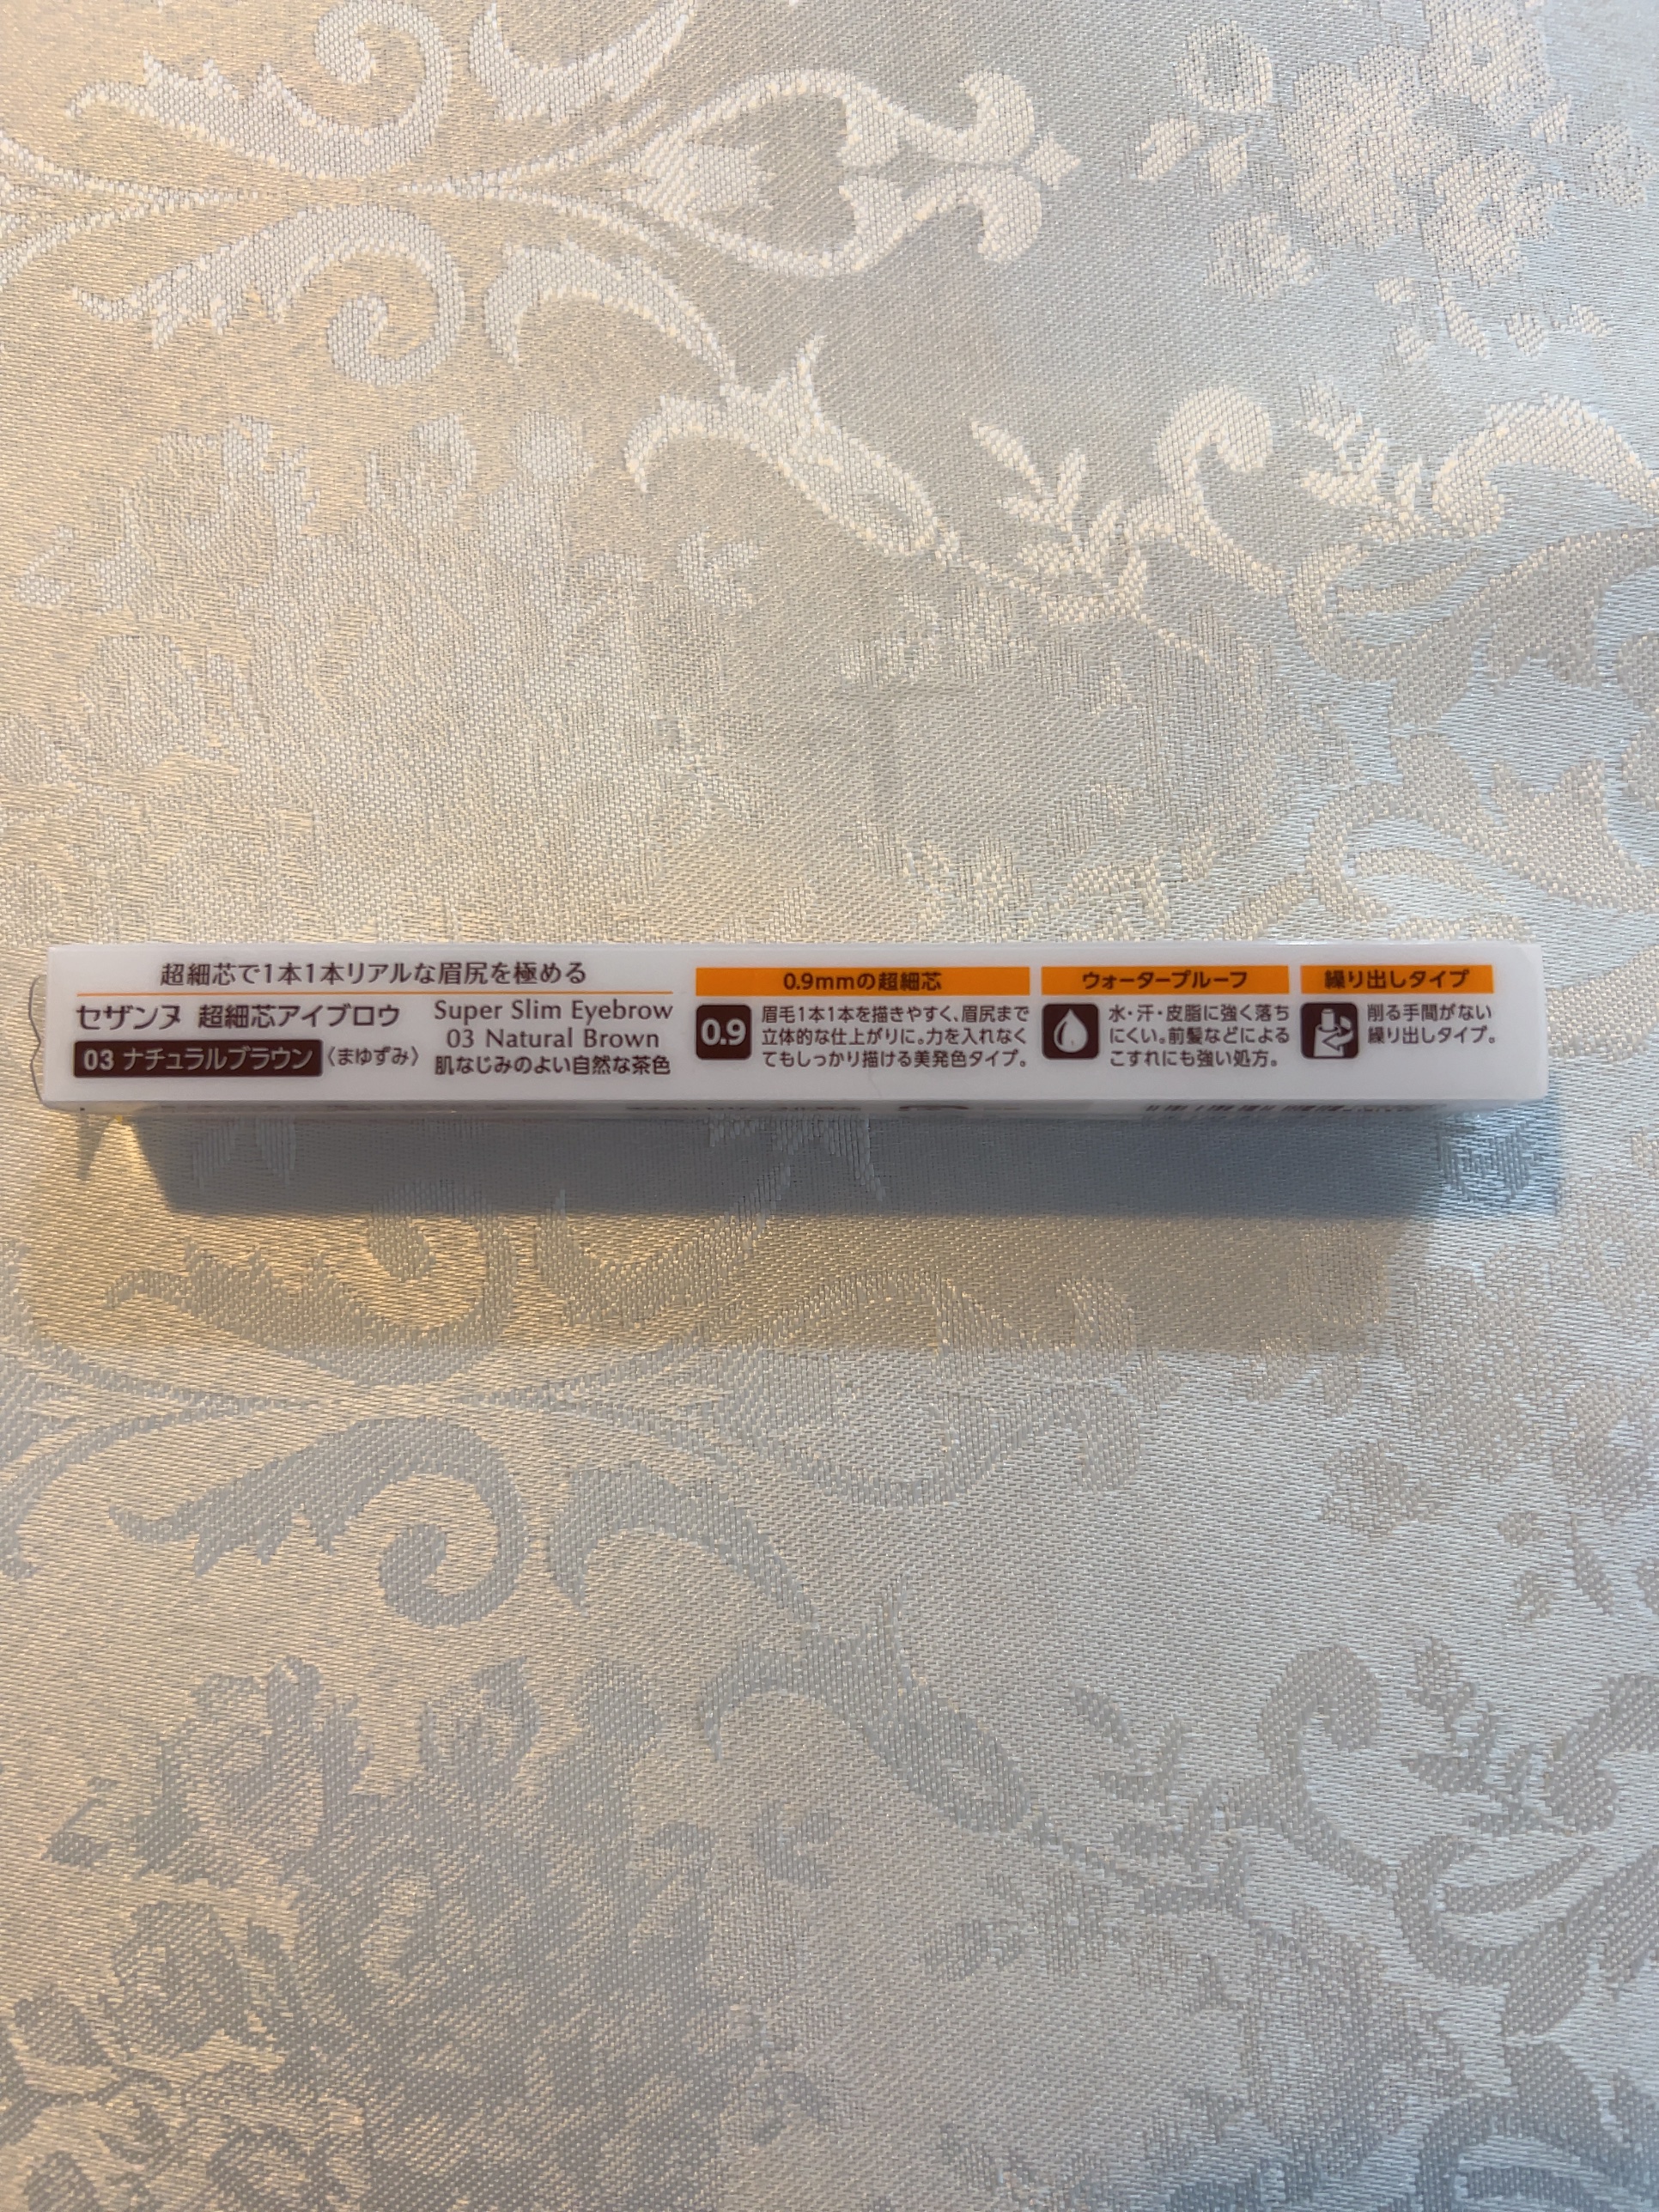 超細芯で1本1本リアルな眉尻を極める
セザンヌ 超細芯アイブロウ
03 ナチュラルブラウン〈まゆずみ〉
Super Slim Eyebrow
03 Natural Brown
肌なじみのよい自然な茶色
0.9mmの超細芯
0.9
眉毛1本1本を描きやすく、眉尻まで
立体的な仕上がりに。力を入れなく
てもしっかり描ける美発色タイプ。
ウォータープルーフ
水・汗・皮脂に強く落ち
にくい。前髪などによる
こすれにも強い処方。
繰り出しタイプ
削る手間がない
繰り出しタイプ。